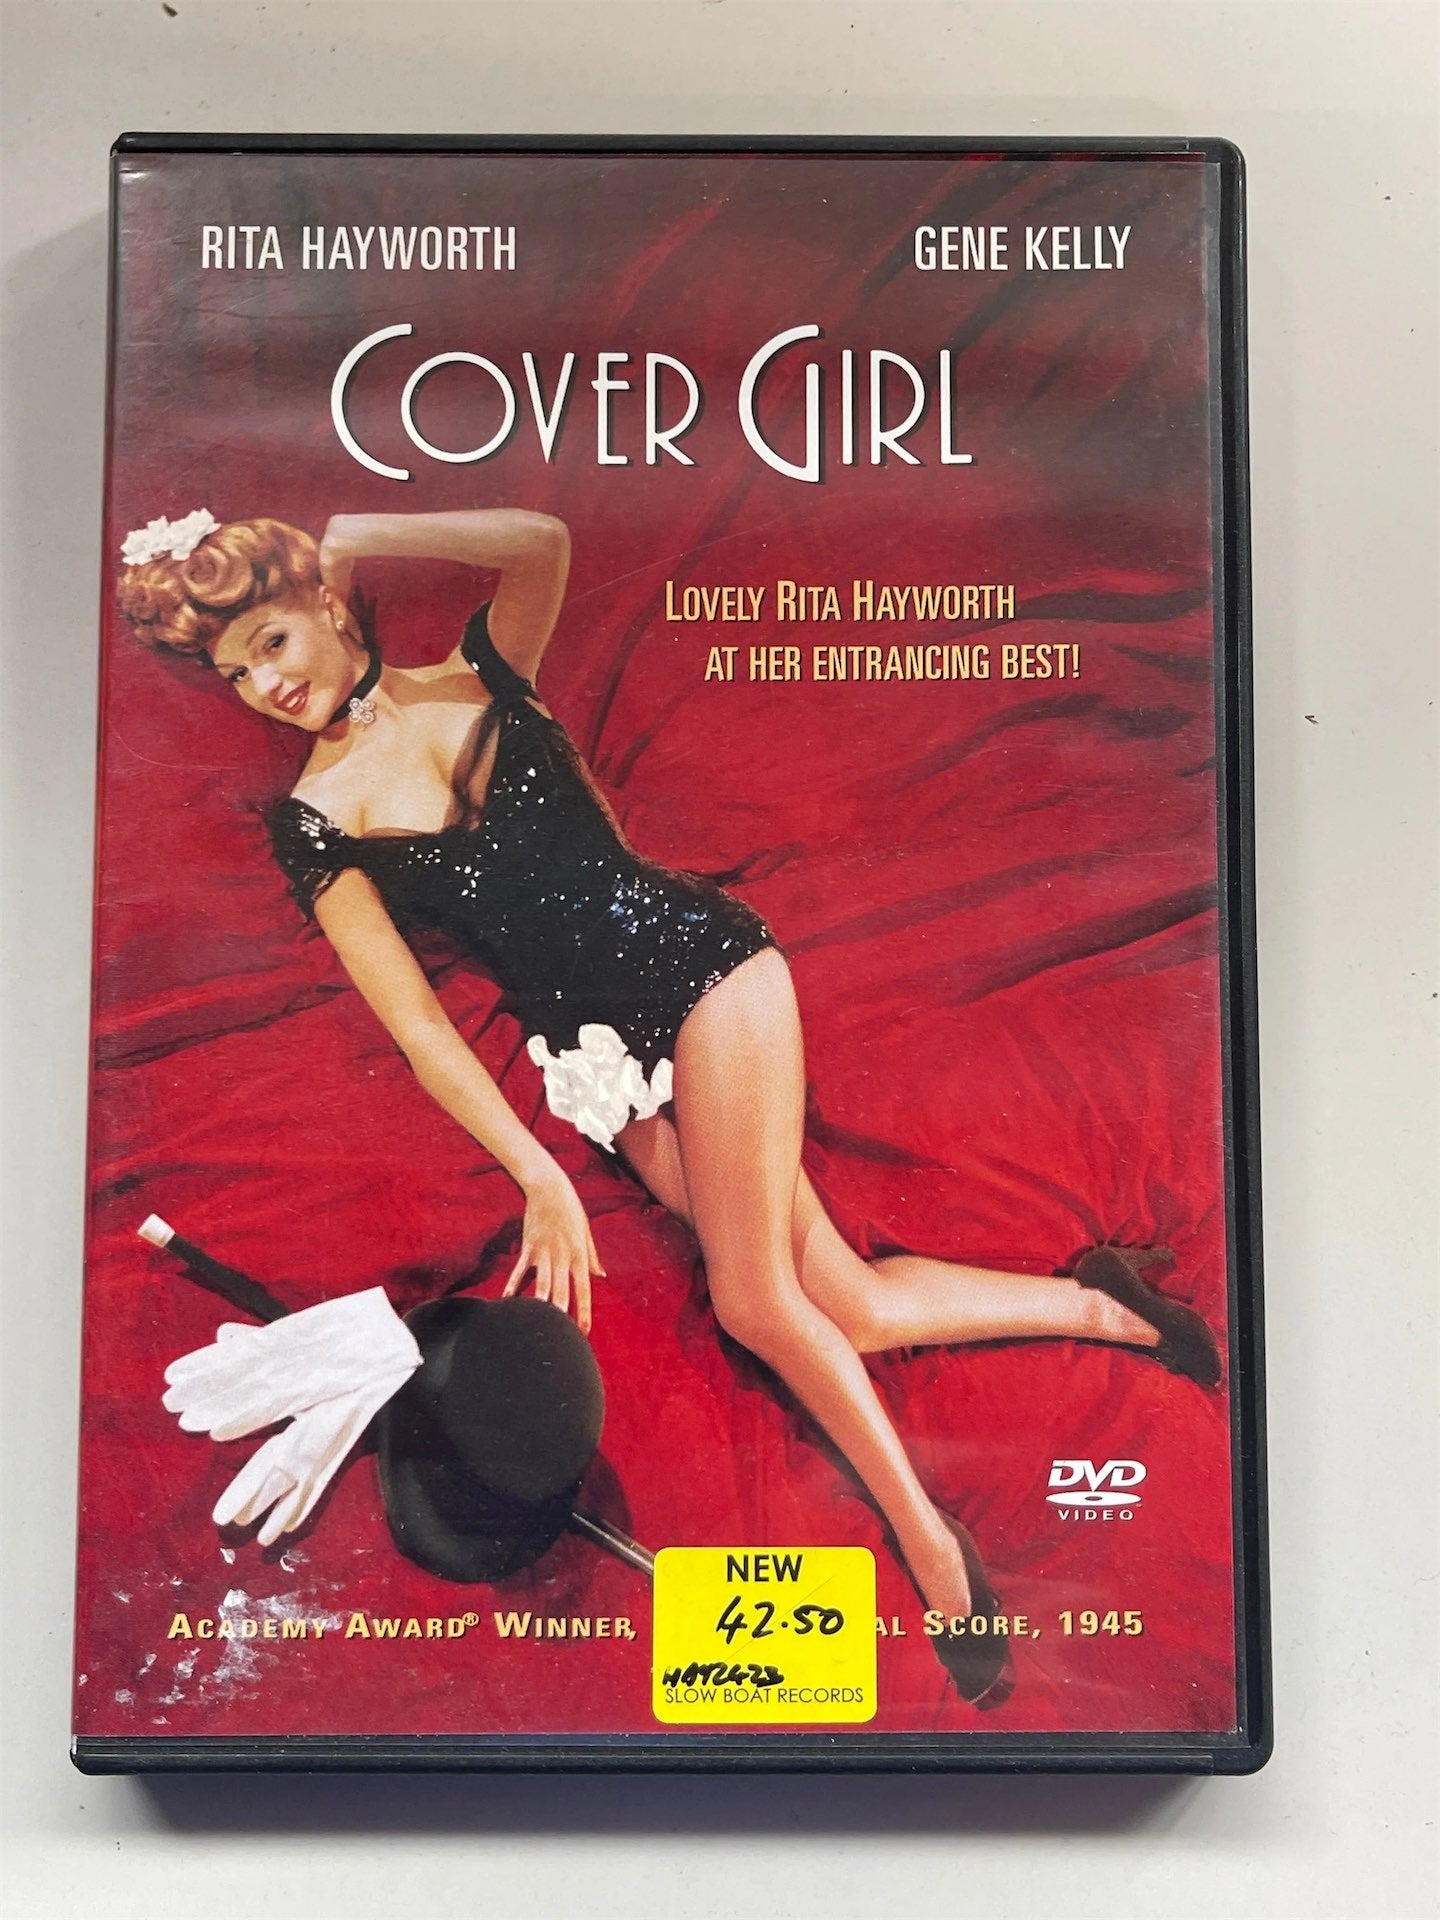 RITA HAYWORTH
GENE KELLY
COVER GIRL
LOVELY RITA HAYWORTH
AT HER ENTRANCING BEST!
DVD
VIDEO
ACADEMY AWARD® WINNER, AL SCORE, 1945
NEW
42.50
SLOW BOAT RECORDS